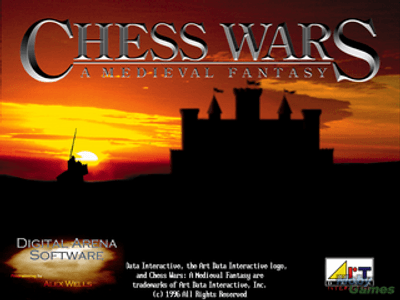 CHESS WARS
A MEDIEVAL FANTASY
DIGITAL ARENA
SOFTWARE
ALEX WELLS
Data Interactive, the Art Data Interactive logo,
and Chess Wars: A Medieval Fantasy are
trademarks of Art Data Interactive, Inc.
(c) 1996 All Rights Reserved
ArT
Games